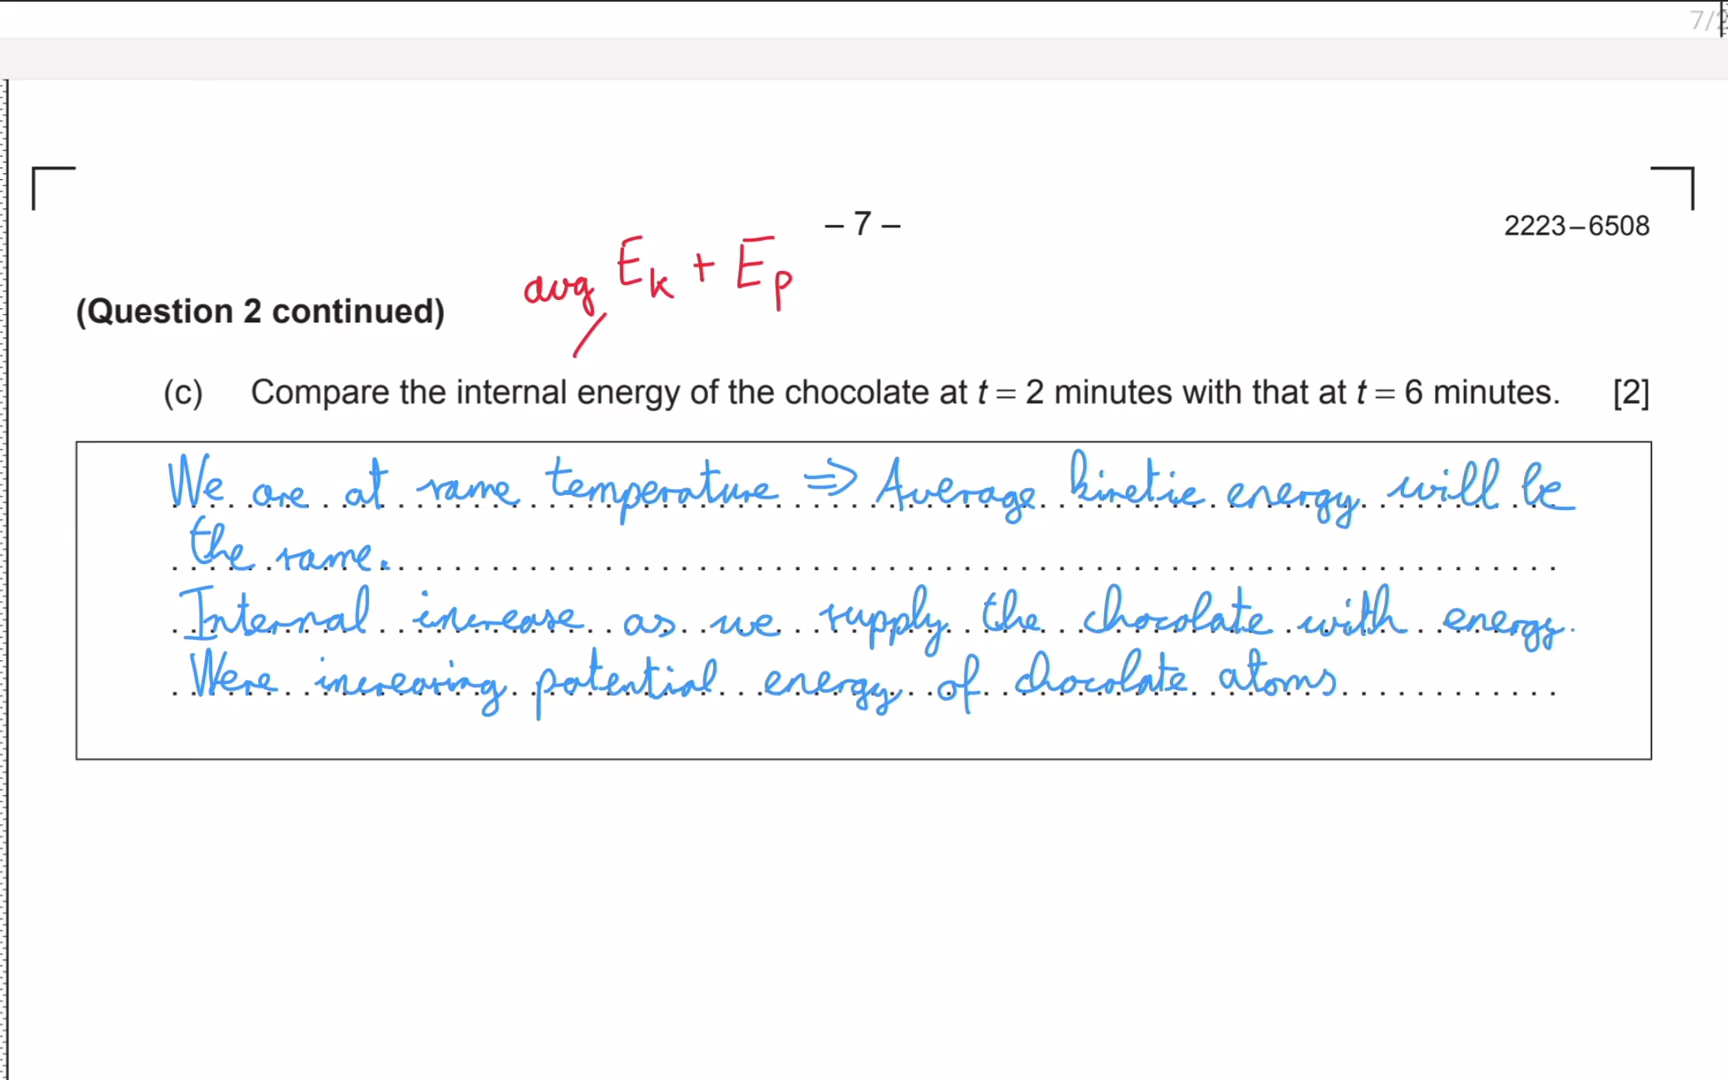 7/2
– 7 –
2223–6508
avg Ek + Ep
(Question 2 continued)
(c) Compare the internal energy of the chocolate at t = 2 minutes with that at t = 6 minutes. [2]
We are at same temperature ⇒ Average kinetic energy will be
the same.
Internal increase as we supply the chocolate with energy.
Were increasing potential energy of chocolate atoms